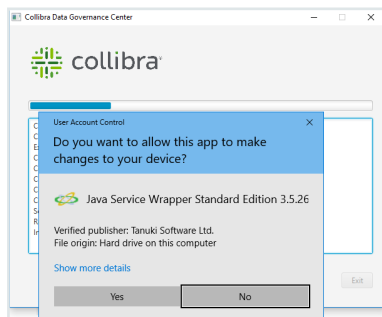 Collibra Data Governance Center
collibra
User Account Control
Do you want to allow this app to make
changes to your device?
Java Service Wrapper Standard Edition 3.5.26
Verified publisher: Tanuki Software Ltd.
File origin: Hard drive on this computer
Show more details
Yes
No
Exit